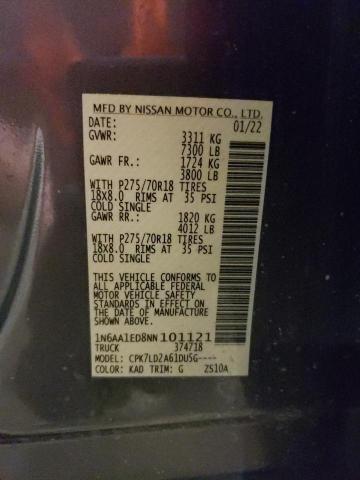 MFD BY NISSAN MOTOR CO., LTD.
DATE: 01/22
GVWR: 3311 KG
7300 LB
GAWR FR.: 1724 KG
3800 LB
WITH P275/70R18 TIRES
18x8.0 RIMS AT 35 PSI
COLD SINGLE
GAWR RR.: 1820 KG
4012 LB
WITH P275/70R18 TIRES
18x8.0 RIMS AT 35 PSI
COLD SINGLE
THIS VEHICLE CONFORMS TO
ALL APPLICABLE FEDERAL
MOTOR VEHICLE SAFETY
STANDARDS IN EFFECT ON
THE DATE OF MANUFACTURE
SHOWN ABOVE
1N6AA1ED8NN101121
TRUCK 374718
MODEL: CPK7LDZA61DU5G----
COLOR: KAD TRIM: G ZS10A